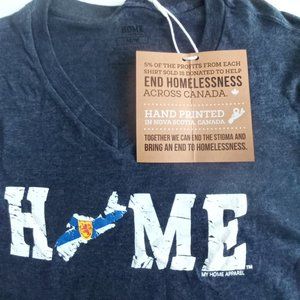 HOME
5% OF THE PROFITS FROM EACH
SHIRT SOLD IS DONATED TO HELP
END HOMELESSNESS
ACROSS CANADA.
HAND PRINTED
IN NOVA SCOTIA, CANADA
TOGETHER WE CAN END THE STIGMA AND
BRING AN END TO HOMELESSNESS.
H ME
TM
MY HOME APPAREL